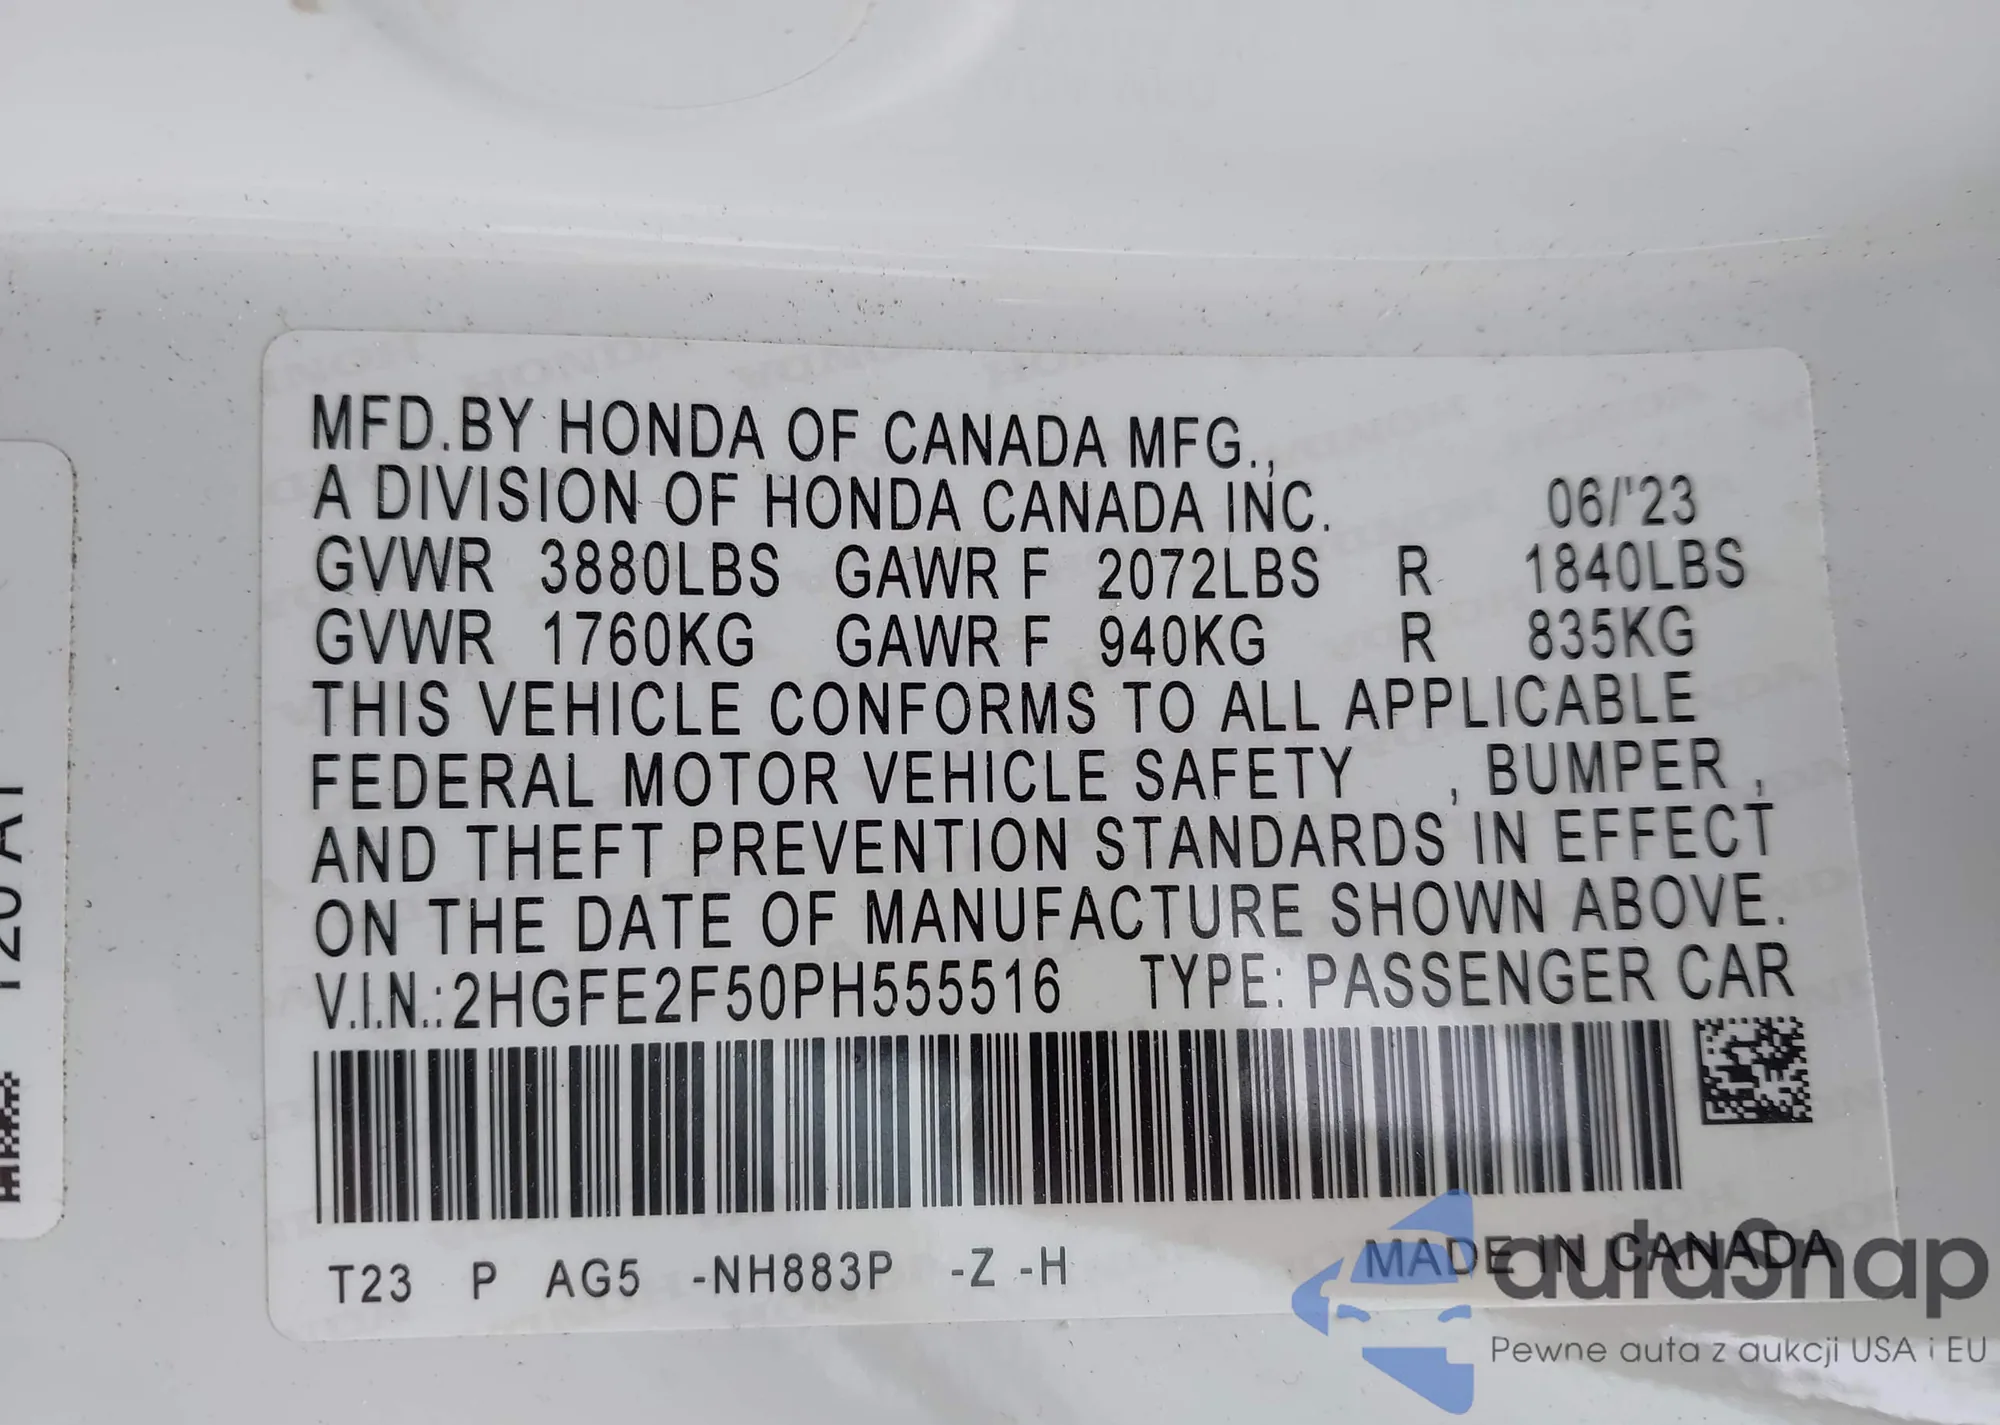 MFD.BY HONDA OF CANADA MFG.,
A DIVISION OF HONDA CANADA INC. 06/'23
GVWR 3880LBS GAWR F 2072LBS R 1840LBS
GVWR 1760KG GAWR F 940KG R 835KG
THIS VEHICLE CONFORMS TO ALL APPLICABLE
FEDERAL MOTOR VEHICLE SAFETY , BUMPER ,
AND THEFT PREVENTION STANDARDS IN EFFECT
ON THE DATE OF MANUFACTURE SHOWN ABOVE.
V.I.N.:2HGFE2F50PH555516 TYPE: PASSENGER CAR
T23 P AG5 -NH883P -Z -H MADE IN CANADA
autaSnap
Pewne auta z aukcji USA i EU